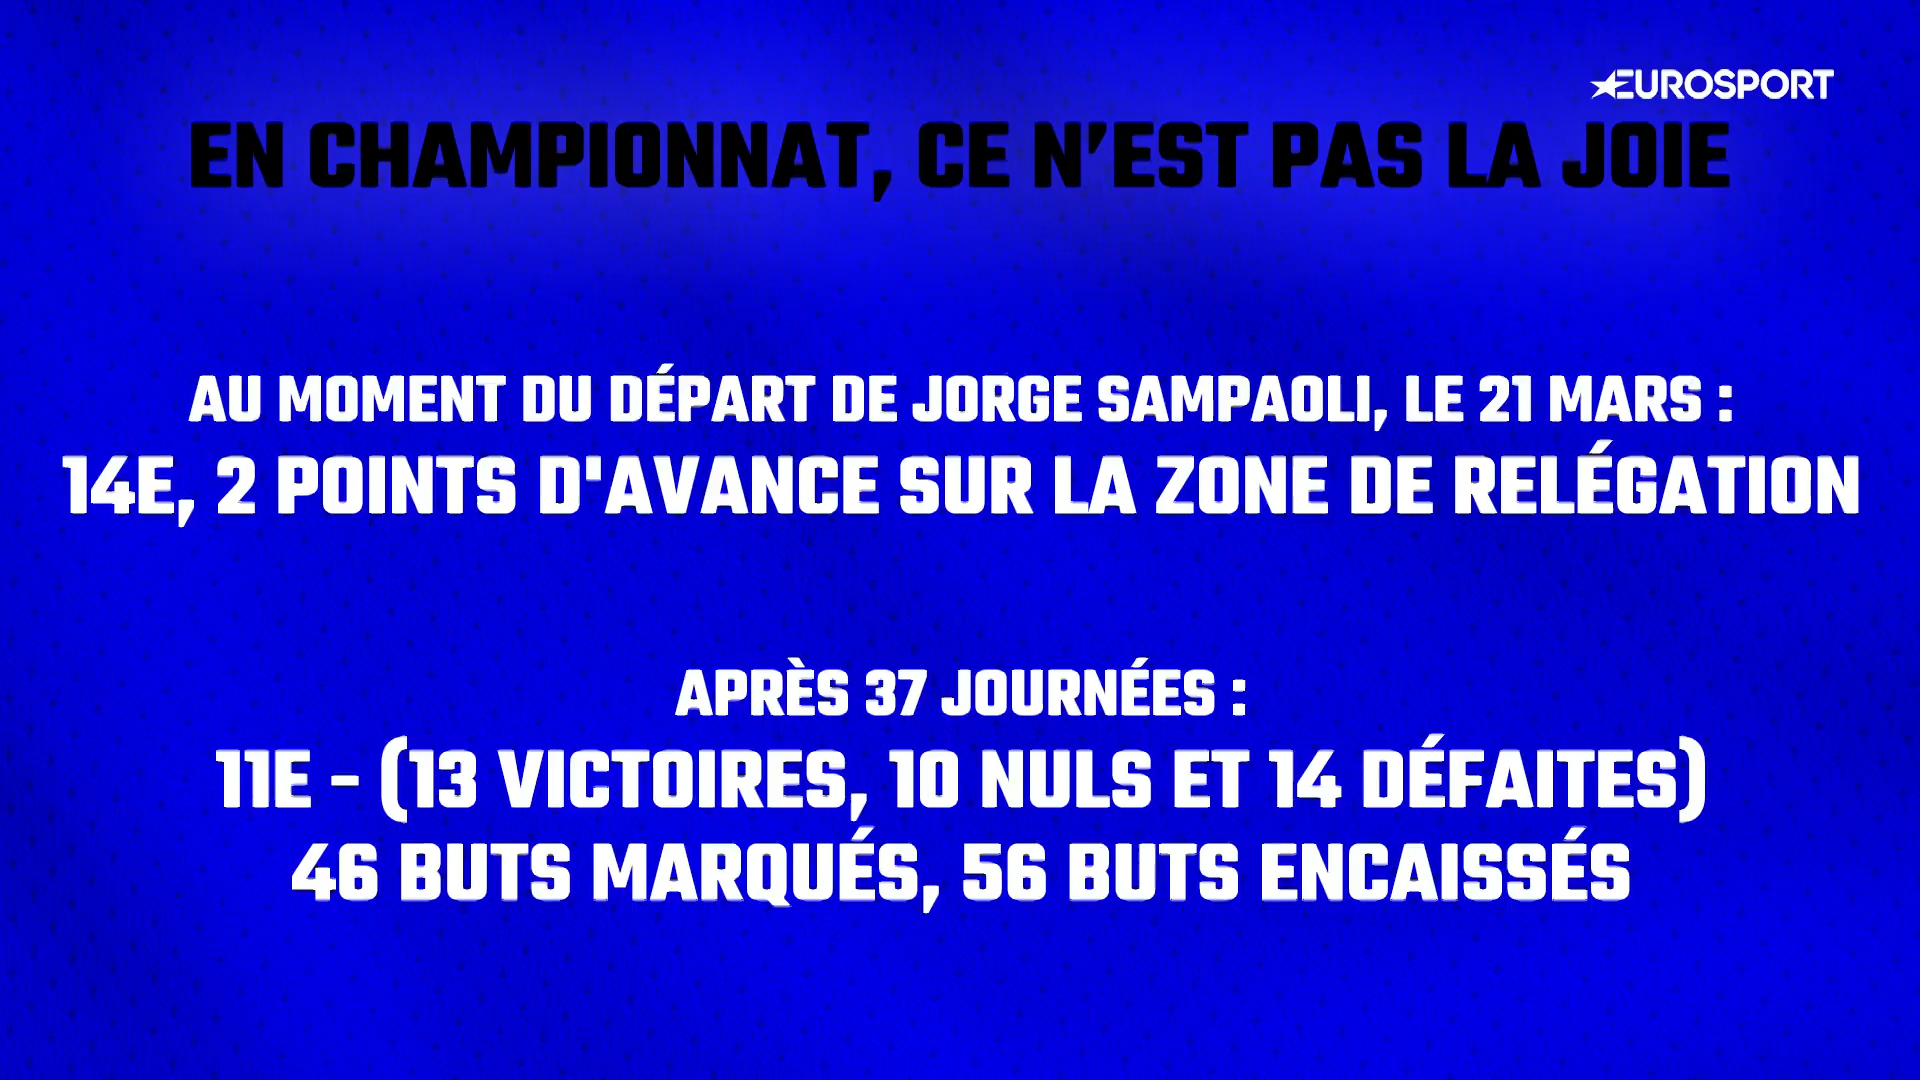 EUROSPORT
EN CHAMPIONNAT, CE N’EST PAS LA JOIE
AU MOMENT DU DÉPART DE JORGE SAMPAOLI, LE 21 MARS :
14E, 2 POINTS D'AVANCE SUR LA ZONE DE RELÉGATION
APRÈS 37 JOURNÉES :
11E - (13 VICTOIRES, 10 NULS ET 14 DÉFAITES)
46 BUTS MARQUÉS, 56 BUTS ENCAISSÉS